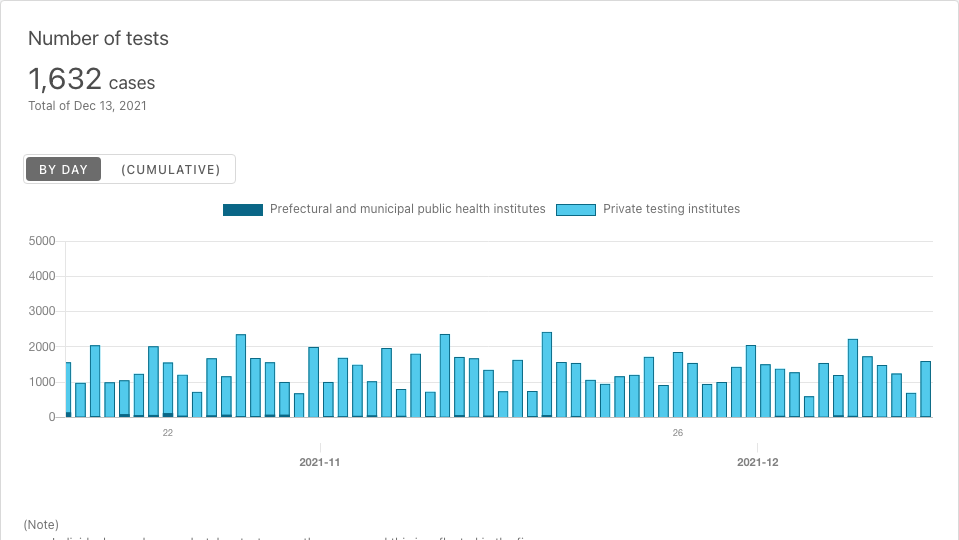 Number of tests
1,632 cases
Total of Dec 13, 2021
BY DAY (CUMULATIVE)
Prefectural and municipal public health institutes Private testing institutes
5000
4000
3000
2000
1000
0
22 26
2021-11 2021-12
(Note)